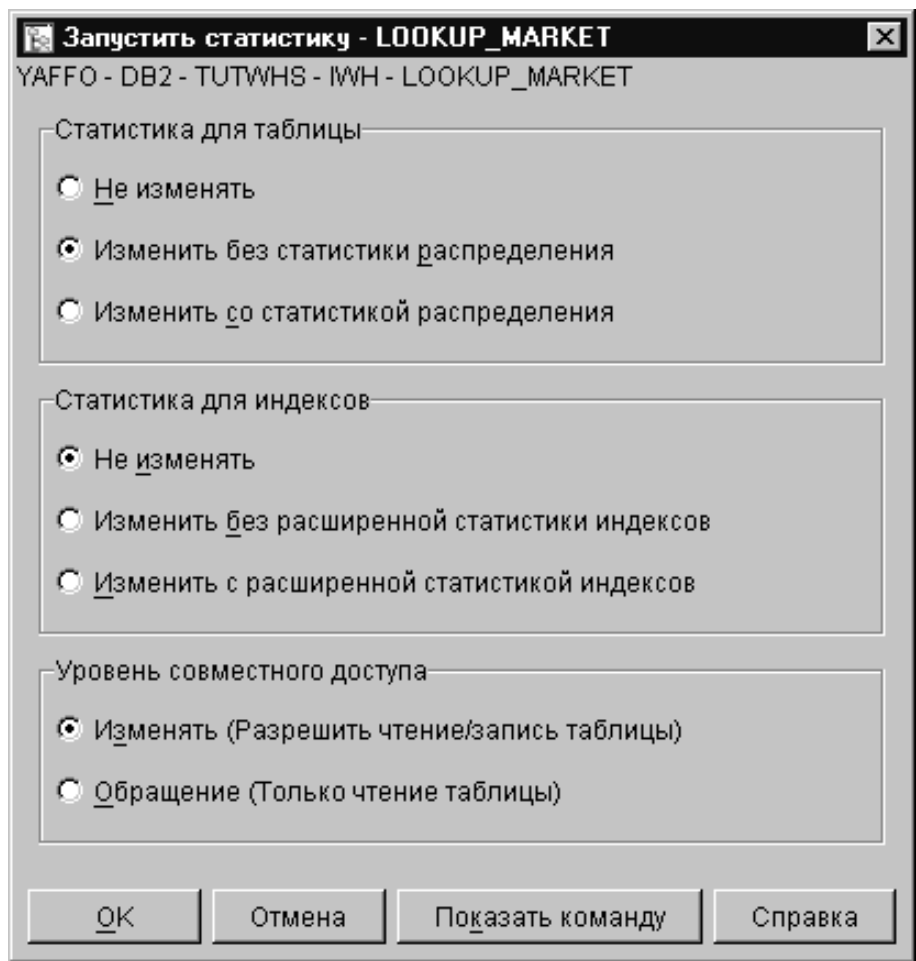 Запустить статистику - LOOKUP_MARKET
YAFFO - DB2 - TUTWHS - IWH - LOOKUP_MARKET
Статистика для таблицы
Не изменять
Изменить без статистики распределения
Изменить со статистикой распределения
Статистика для индексов
Не изменять
Изменить без расширенной статистики индексов
Изменить с расширенной статистикой индексов
Уровень совместного доступа
Изменять (Разрешить чтение/запись таблицы)
Обращение (Только чтение таблицы)
OK Отмена Показать команду Справка